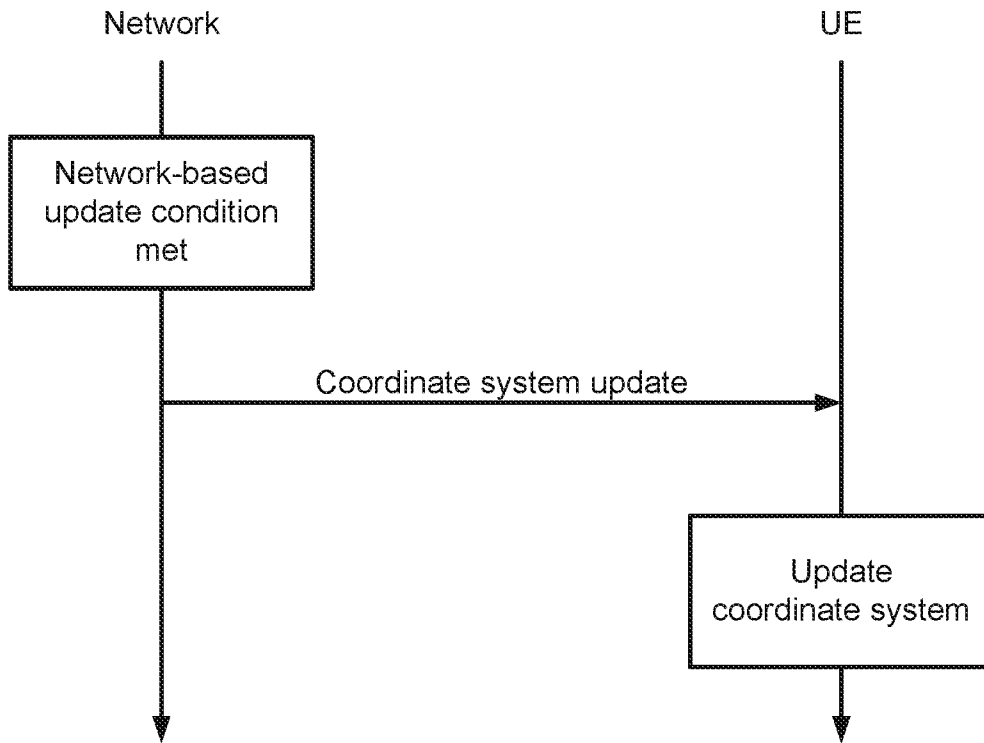 Network
UE
Network-based
update condition
met
Coordinate system update
Update
coordinate system